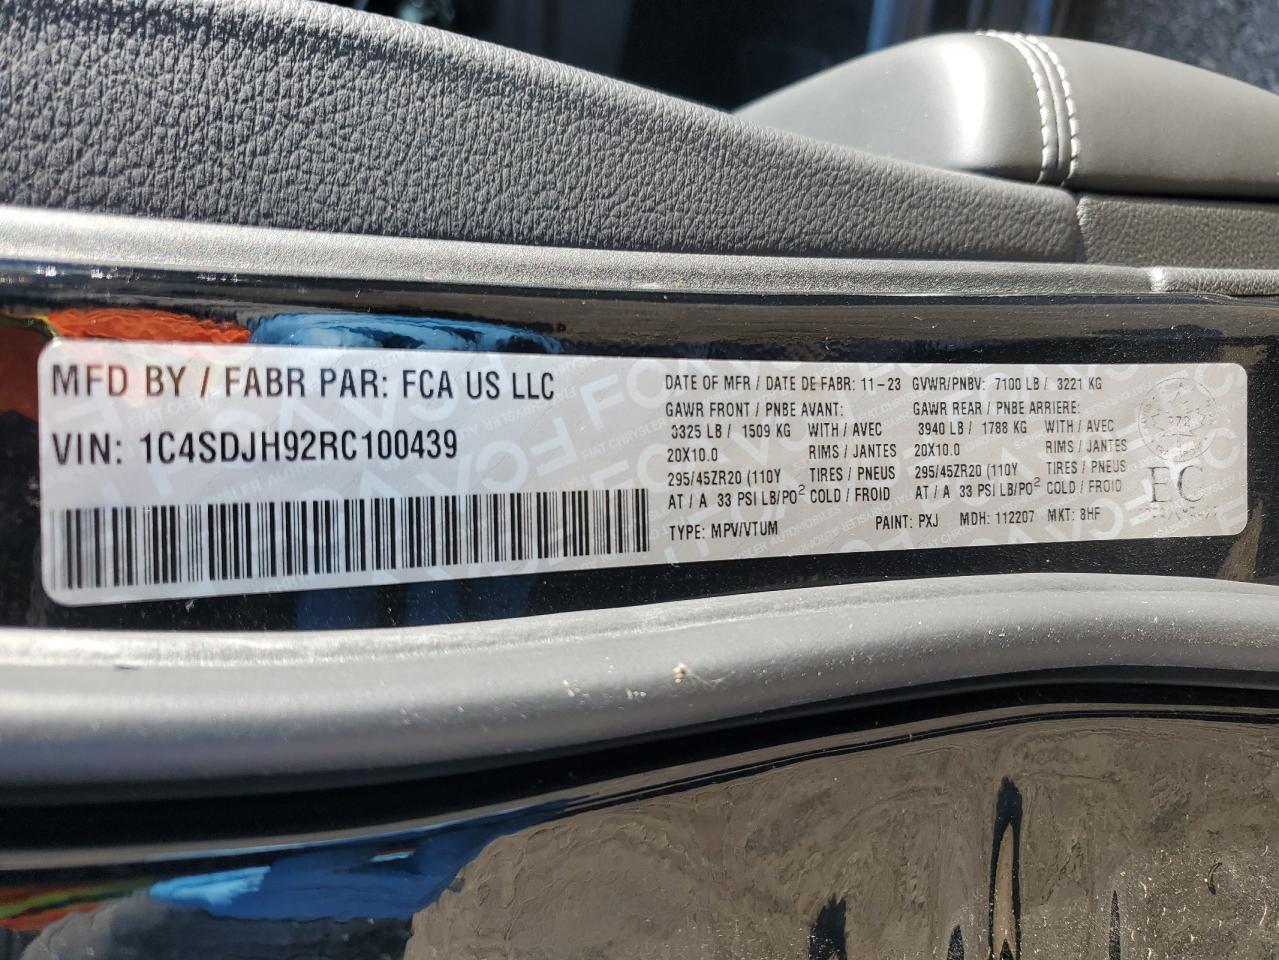 MFD BY / FABR PAR: FCA US LLC
VIN: 1C4SDJH92RC100439
DATE OF MFR / DATE DE FABR: 11-23 GVWR/PNBV: 7100 LB / 3221 KG
GAWR FRONT / PNBE AVANT: GAWR REAR / PNBE ARRIERE:
3325 LB / 1509 KG WITH / AVEC 3940 LB / 1788 KG WITH / AVEC
20X10.0 RIMS / JANTES 20X10.0 RIMS / JANTES
295/45ZR20 (110Y TIRES / PNEUS 295/45ZR20 (110Y TIRES / PNEUS
AT / A 33 PSI LB/PO² COLD / FROID AT / A 33 PSI LB/PO² COLD / FROID
TYPE: MPV/VTUM PAINT: PXJ MDH: 112207 MKT: 8HF
EC